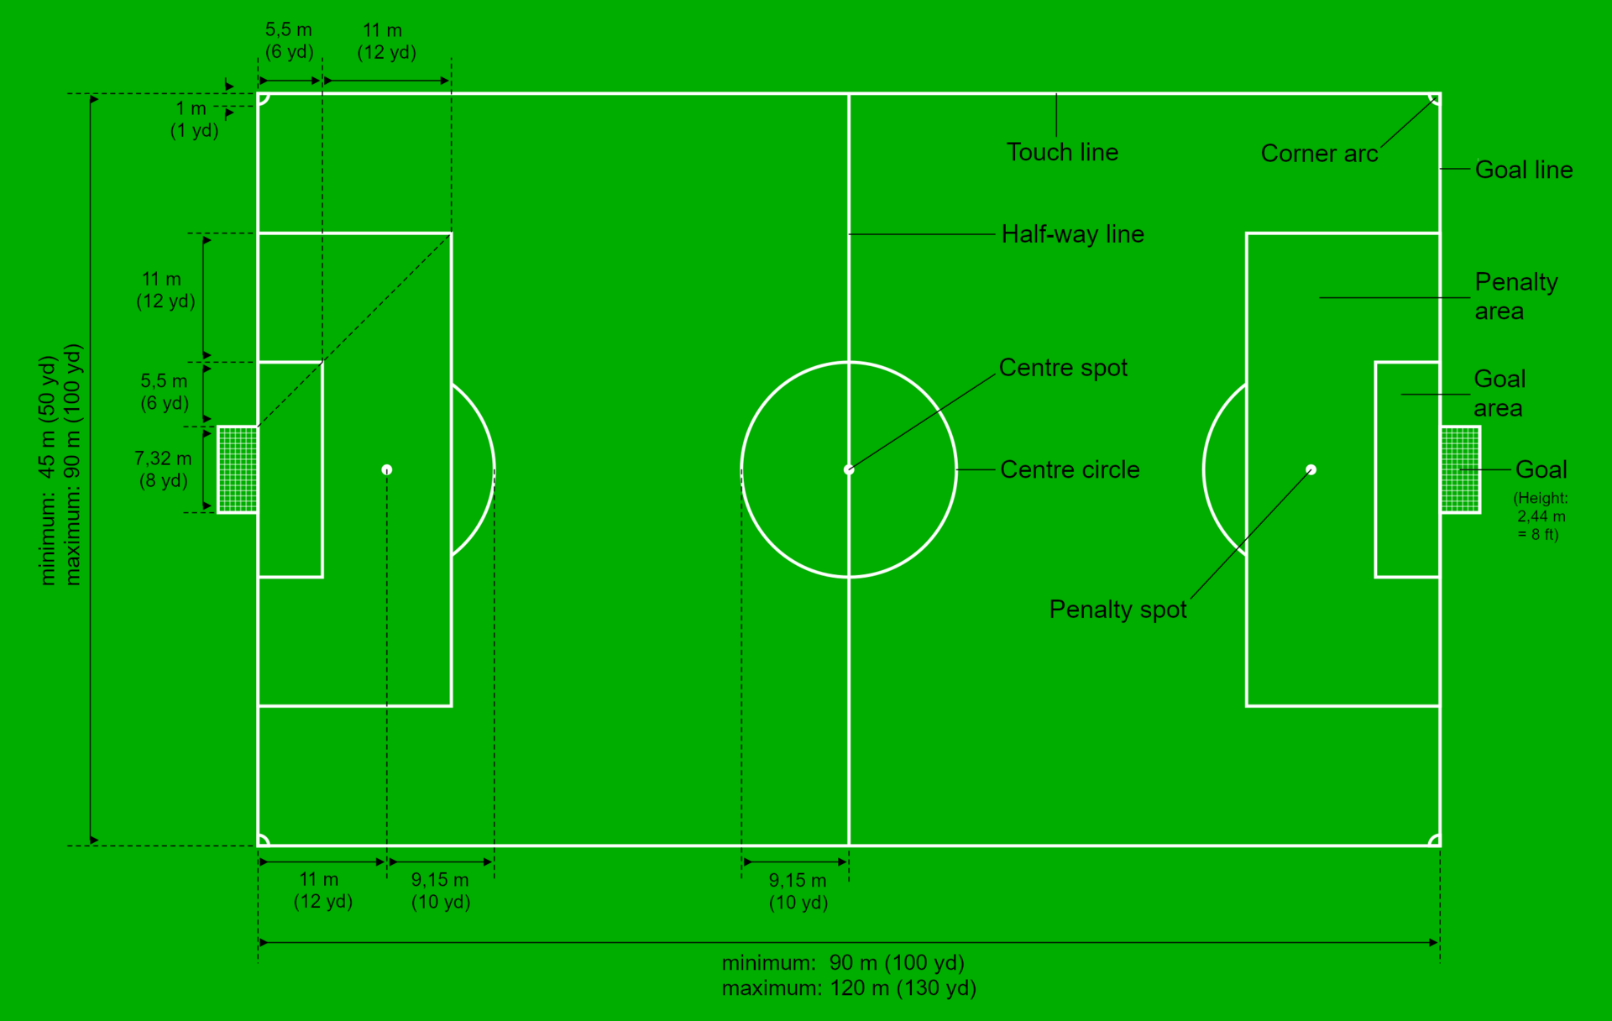 5,5 m
(6 yd)
11 m
(12 yd)
1 m
(1 yd)
Touch line
Corner arc
Goal line
Half-way line
11 m
(12 yd)
Penalty
area
minimum:  45 m (50 yd)
maximum: 90 m (100 yd)
5,5 m
(6 yd)
Centre spot
Goal
area
7,32 m
(8 yd)
Centre circle
Goal
(Height:
2,44 m
= 8 ft)
Penalty spot
11 m
(12 yd)
9,15 m
(10 yd)
9,15 m
(10 yd)
minimum:  90 m (100 yd)
maximum: 120 m (130 yd)